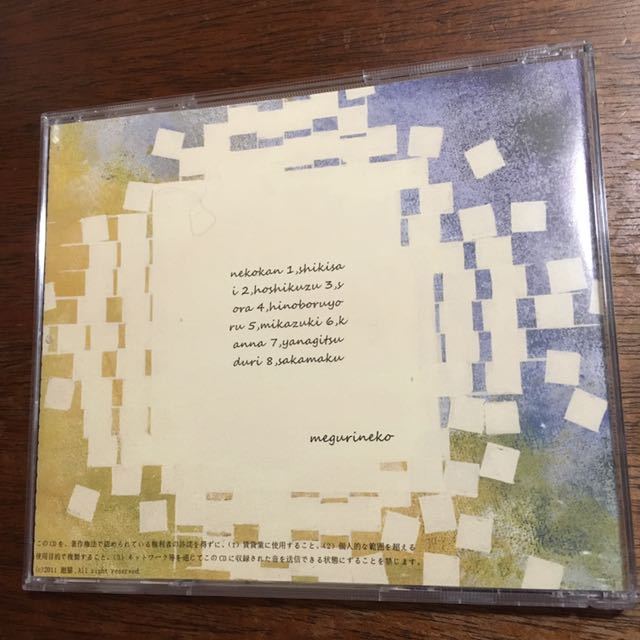 nekokan 1,shikisa
i 2,hoshikuzu 3,s
ora 4,hinoboruyo
ru 5,mikazuki 6,k
anna 7,yanagitsu
duri 8,sakamaku
megurineko
このCDを、著作権法で認められている権利者の許諾を得ずに、(1) 賃貸業に使用すること、(2) 個人的な範囲を超える
使用目的で複製すること、(3) ネットワーク等を通じてこのCDに収録された音を送信できる状態にすることを禁じます。
(c)2011 廻猫.All right reserved.